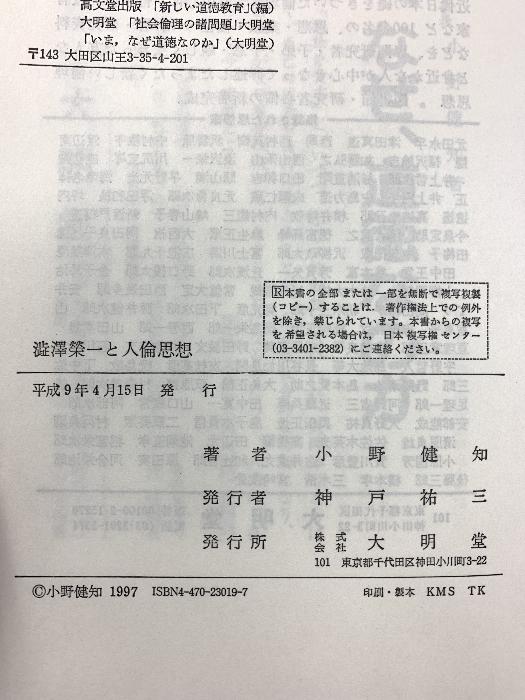 高文堂出版 「新しい道徳教育」(編)
大明堂 「社会倫理の諸問題」大明堂
「いま，なぜ道徳なのか」(大明堂)
〒143 大田区山王3-35-4-201
Ⓡ本書の全部または一部を無断で複写複製
(コピー)することは，著作権法上での例外
を除き，禁じられています。本書からの複写
を希望される場合は，日本複写権センター
(03-3401-2382)にご連絡ください。
澁澤榮一と人倫思想
平成9年4月15日 発行
著者 小野健知
発行者 神戸祐三
発行所 株式会社 大明堂
101 東京都千代田区神田小川町3-22
©小野健知 1997 ISBN4-470-23019-7 印刷・製本 KMS TK